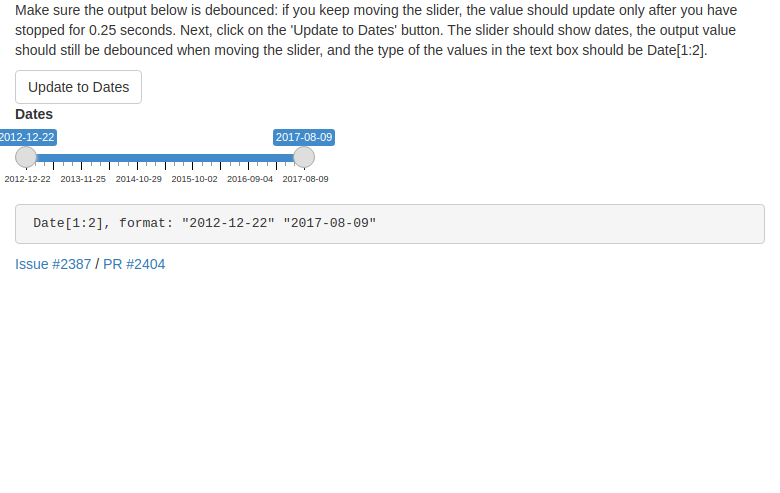 Make sure the output below is debounced: if you keep moving the slider, the value should update only after you have
stopped for 0.25 seconds. Next, click on the 'Update to Dates' button. The slider should show dates, the output value
should still be debounced when moving the slider, and the type of the values in the text box should be Date[1:2].
Update to Dates
Dates
2012-12-22 2017-08-09
2012-12-22 2013-11-25 2014-10-29 2015-10-02 2016-09-04 2017-08-09
Date[1:2], format: "2012-12-22" "2017-08-09"
Issue #2387 / PR #2404